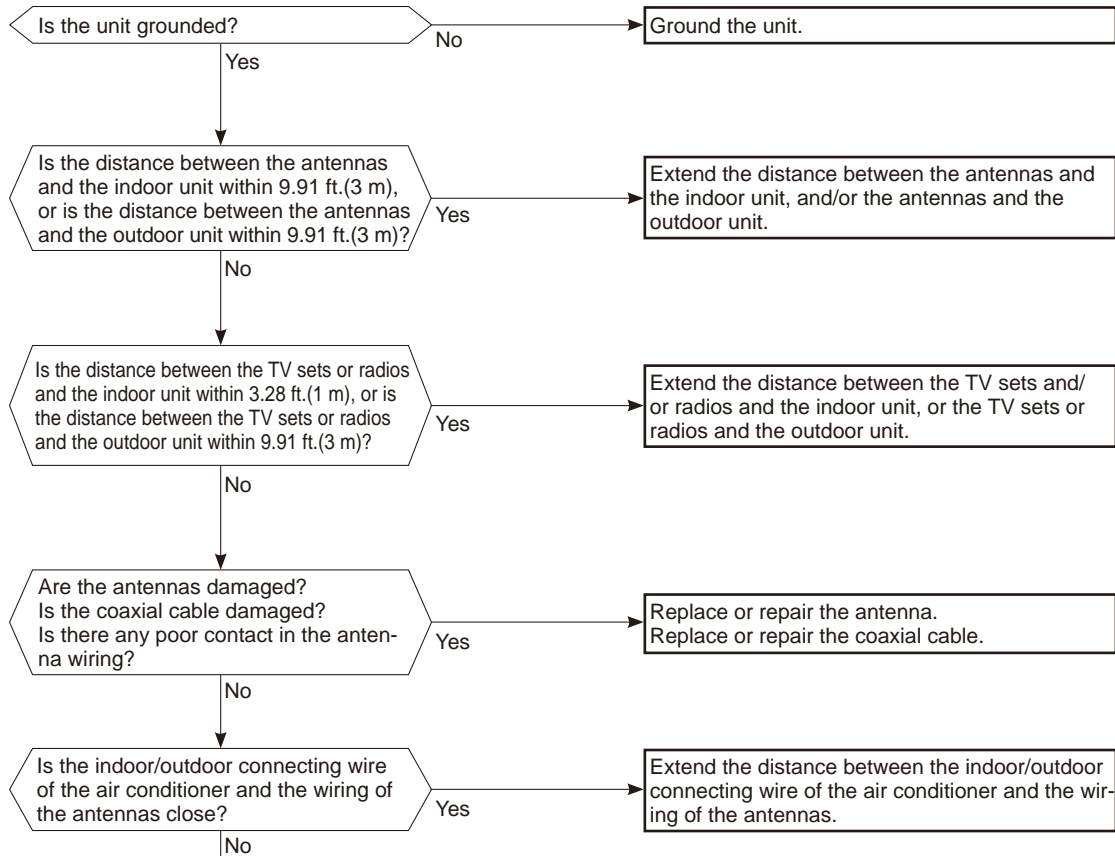 Is the unit grounded?
No
Ground the unit.
Yes
Is the distance between the antennas
and the indoor unit within 9.91 ft.(3 m),
or is the distance between the antennas
and the outdoor unit within 9.91 ft.(3 m)?
Yes
Extend the distance between the antennas and
the indoor unit, and/or the antennas and the
outdoor unit.
No
Is the distance between the TV sets or radios
and the indoor unit within 3.28 ft.(1 m), or is
the distance between the TV sets or radios
and the outdoor unit within 9.91 ft.(3 m)?
Yes
Extend the distance between the TV sets and/
or radios and the indoor unit, or the TV sets or
radios and the outdoor unit.
No
Are the antennas damaged?
Is the coaxial cable damaged?
Is there any poor contact in the anten-
na wiring?
Yes
Replace or repair the antenna.
Replace or repair the coaxial cable.
No
Is the indoor/outdoor connecting wire
of the air conditioner and the wiring of
the antennas close?
Yes
Extend the distance between the indoor/outdoor
connecting wire of the air conditioner and the wir-
ing of the antennas.
No